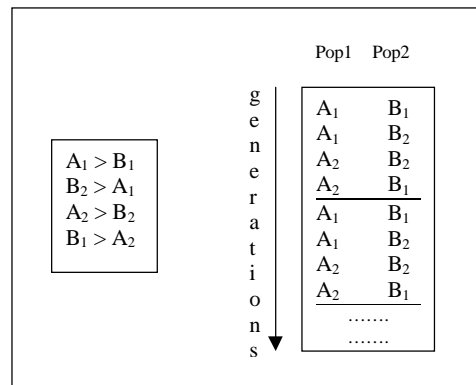 Pop1 Pop2
generations
A₁ > B₁
B₂ > A₁
A₂ > B₂
B₁ > A₂
A₁ B₁
A₁ B₂
A₂ B₂
A₂ B₁
A₁ B₁
A₁ B₂
A₂ B₂
A₂ B₁
.......
.......